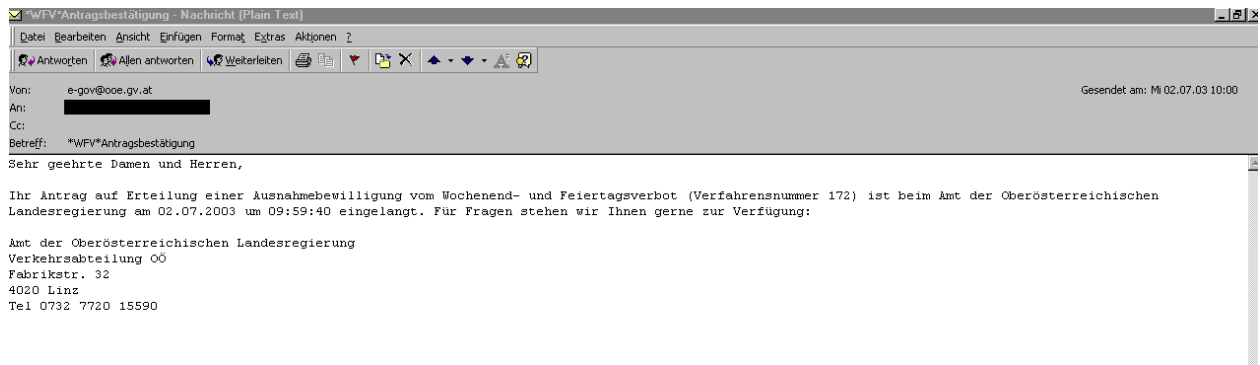 *WFV*Antragsbestätigung - Nachricht (Plain Text)
Datei Bearbeiten Ansicht Einfügen Format Extras Aktionen ?
Antworten Allen antworten Weiterleiten
Von: e-gov@ooe.gv.at Gesendet am: Mi 02.07.03 10:00
An:
Cc:
Betreff: *WFV*Antragsbestätigung
Sehr geehrte Damen und Herren,
Ihr Antrag auf Erteilung einer Ausnahmebewilligung vom Wochenend- und Feiertagsverbot (Verfahrensnummer 172) ist beim Amt der Oberösterreichischen
Landesregierung am 02.07.2003 um 09:59:40 eingelangt. Für Fragen stehen wir Ihnen gerne zur Verfügung:
Amt der Oberösterreichischen Landesregierung
Verkehrsabteilung OÖ
Fabrikstr. 32
4020 Linz
Tel 0732 7720 15590